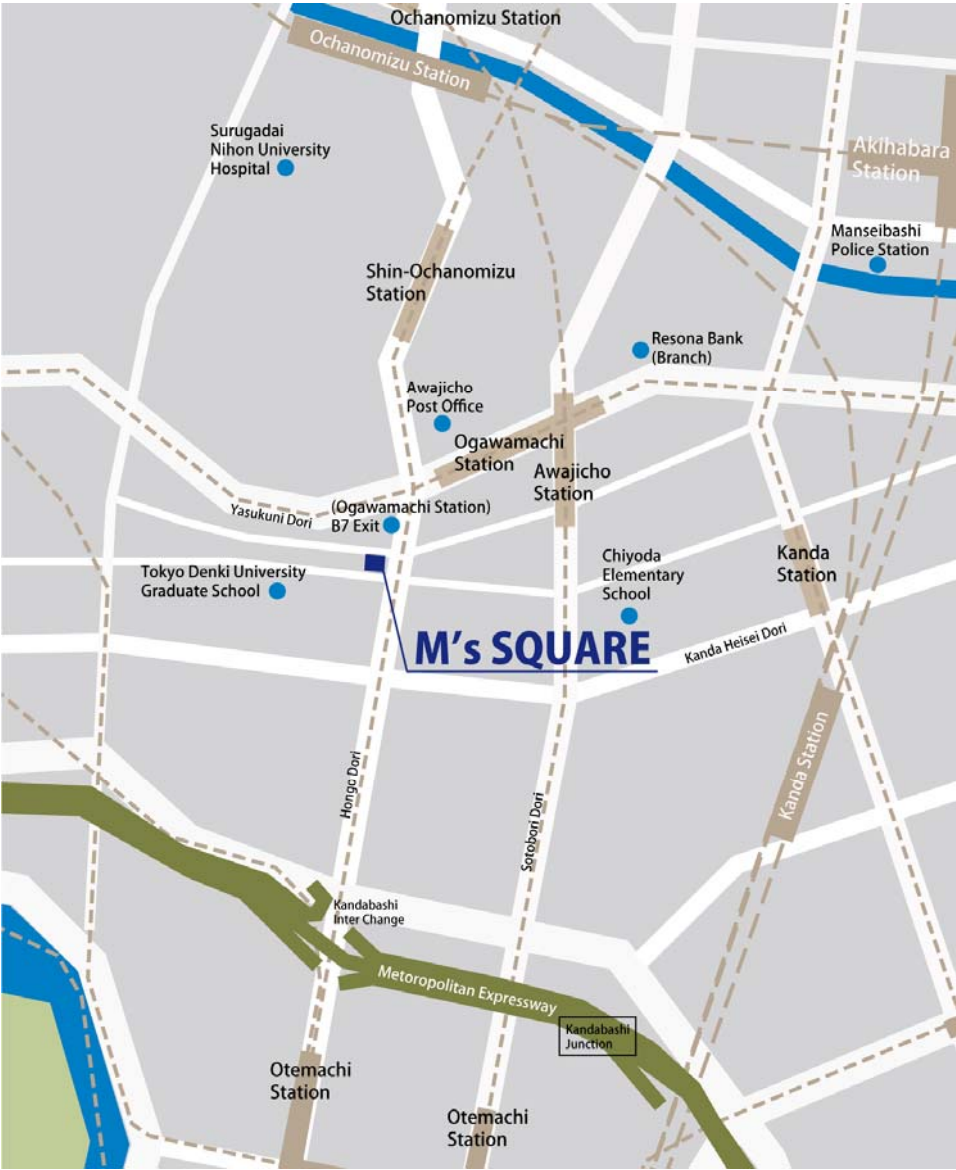 Ochanomizu Station
Ochanomizu Station
Surugadai
Nihon University
Hospital
Akihabara
Station
Manseibashi
Police Station
Shin-Ochanomizu
Station
Resona Bank
(Branch)
Awajicho
Post Office
Ogawamachi
Station
Awajicho
Station
(Ogawamachi Station)
B7 Exit
Yasukuni Dori
Tokyo Denki University
Graduate School
Chiyoda
Elementary
School
Kanda
Station
M's SQUARE
Kanda Heisei Dori
Kanda Station
Hongo Dori
Sotobori Dori
Kandabashi
Inter Change
Metoropolitan Expressway
Kandabashi
Junction
Otemachi
Station
Otemachi
Station